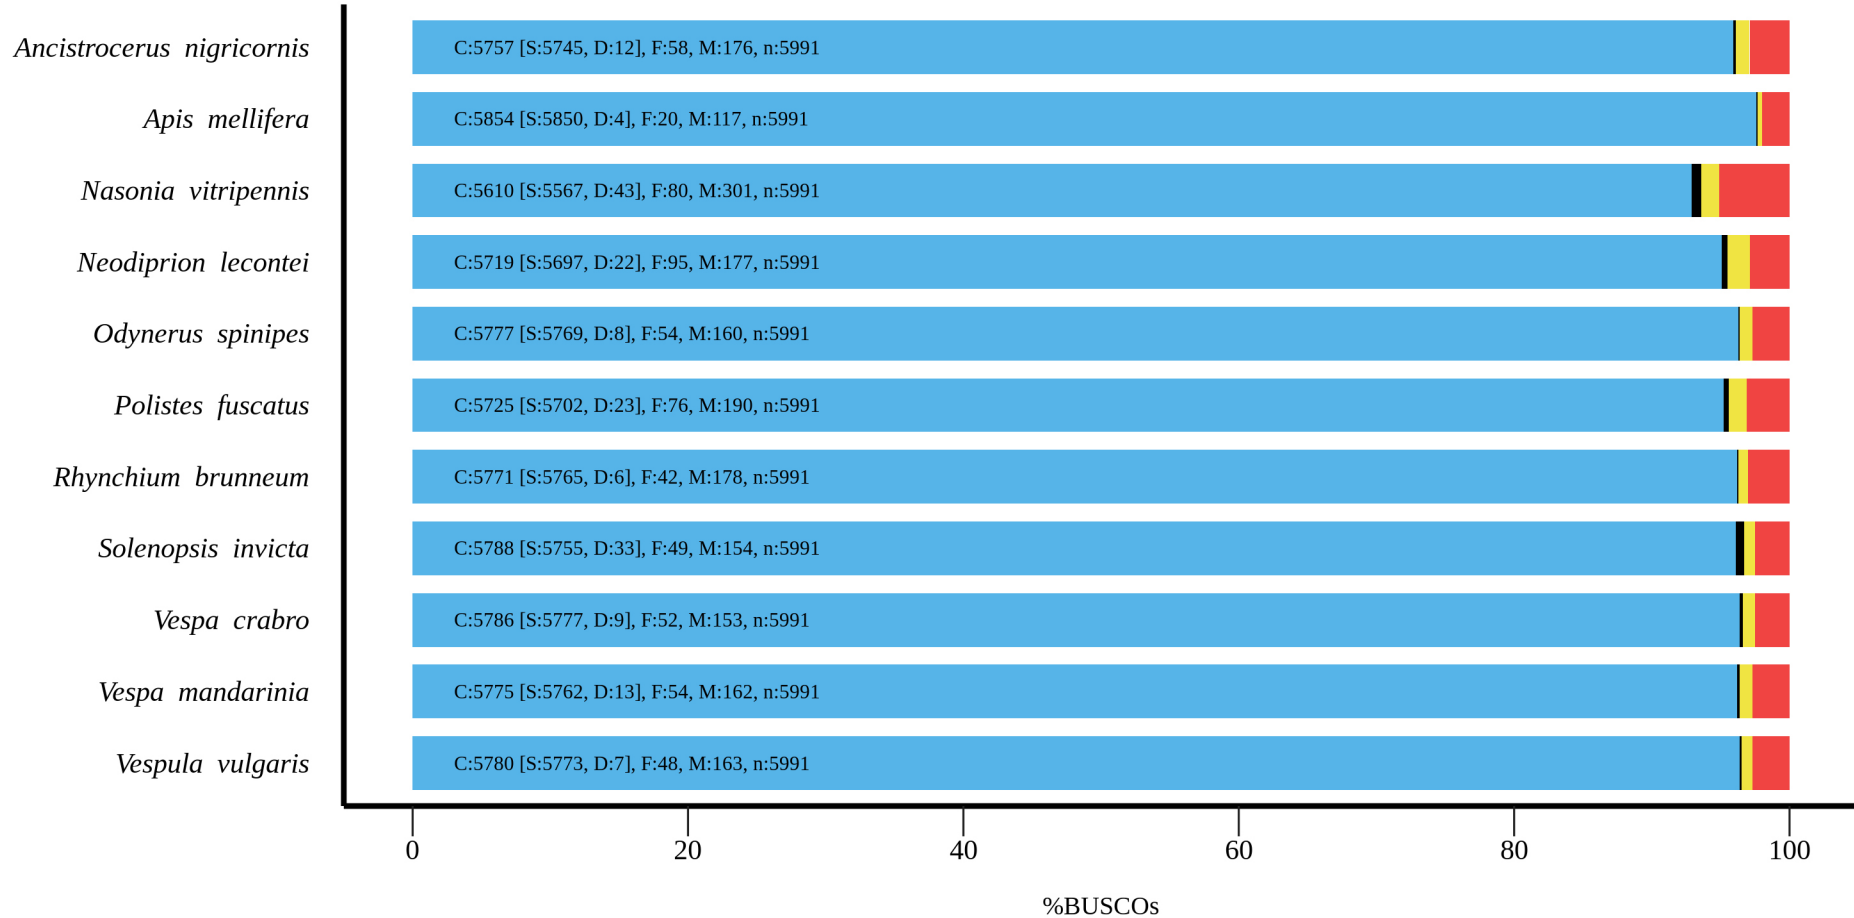 Ancistrocerus nigricornis C:5757 [S:5745, D:12], F:58, M:176, n:5991
Apis mellifera C:5854 [S:5850, D:4], F:20, M:117, n:5991
Nasonia vitripennis C:5610 [S:5567, D:43], F:80, M:301, n:5991
Neodiprion lecontei C:5719 [S:5697, D:22], F:95, M:177, n:5991
Odynerus spinipes C:5777 [S:5769, D:8], F:54, M:160, n:5991
Polistes fuscatus C:5725 [S:5702, D:23], F:76, M:190, n:5991
Rhynchium brunneum C:5771 [S:5765, D:6], F:42, M:178, n:5991
Solenopsis invicta C:5788 [S:5755, D:33], F:49, M:154, n:5991
Vespa crabro C:5786 [S:5777, D:9], F:52, M:153, n:5991
Vespa mandarinia C:5775 [S:5762, D:13], F:54, M:162, n:5991
Vespula vulgaris C:5780 [S:5773, D:7], F:48, M:163, n:5991
0 20 40 60 80 100
%BUSCOs